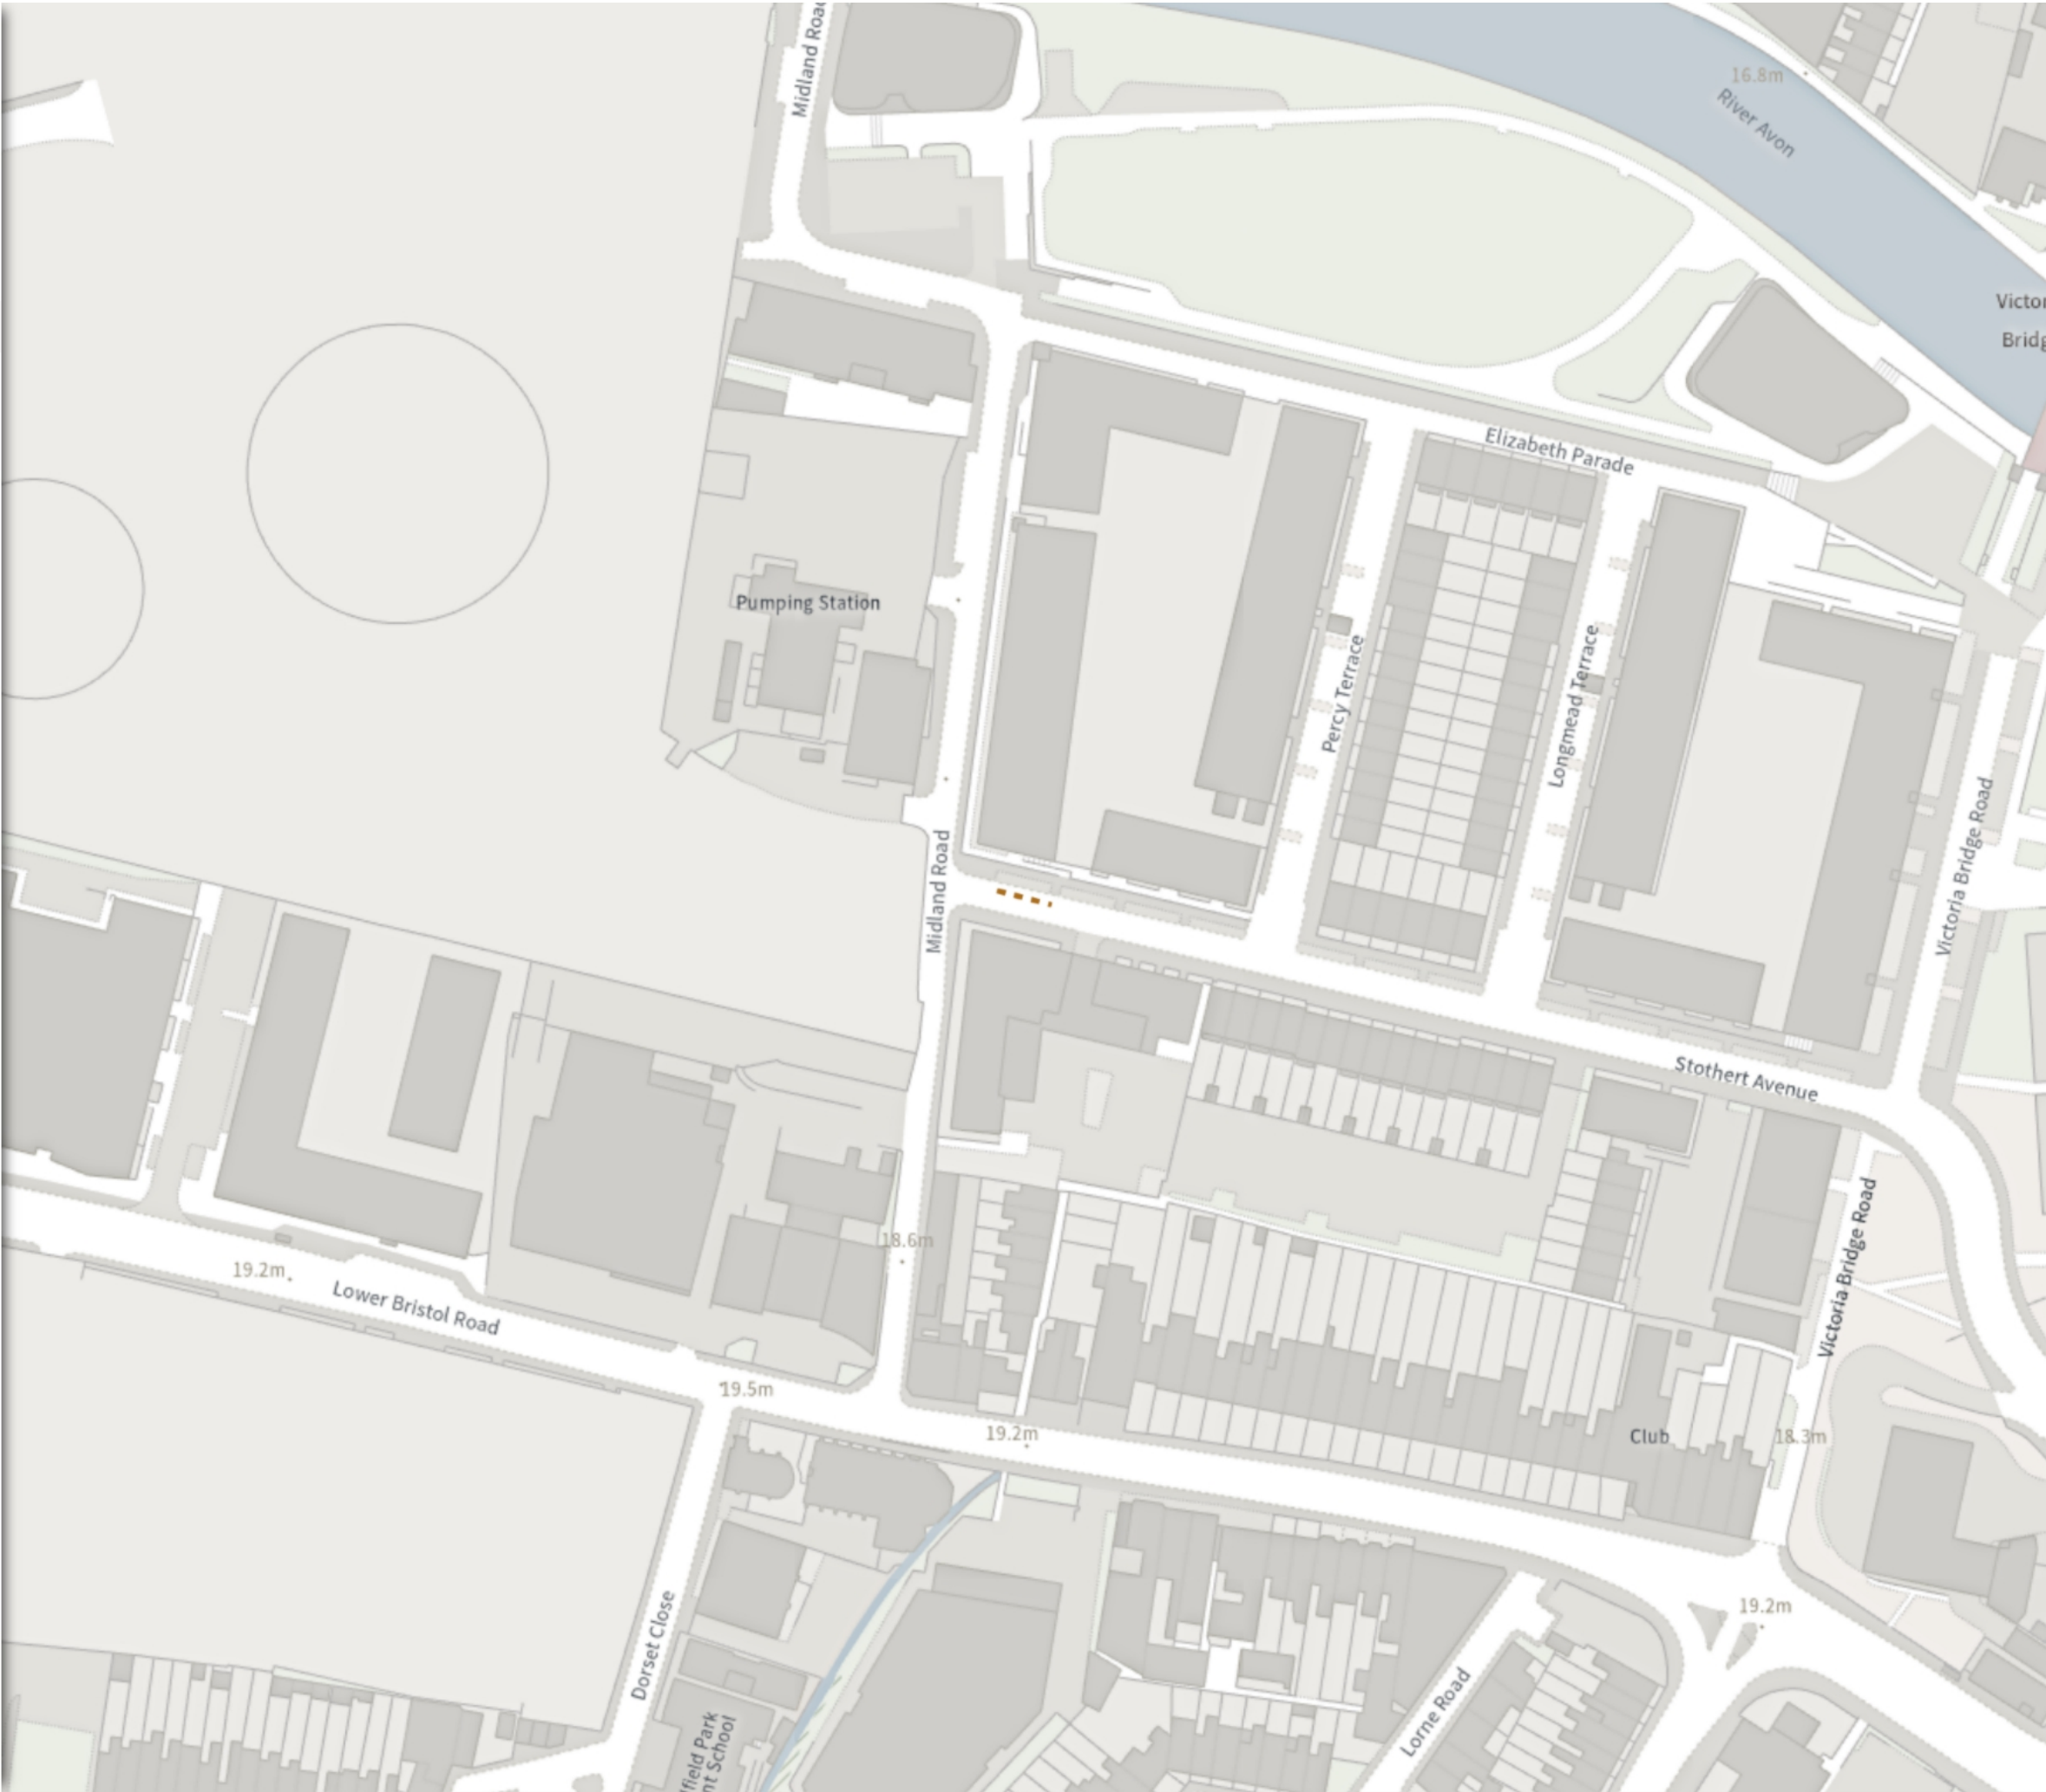 Midland Road
16.8m
River Avon
Victor
Bridg
Elizabeth Parade
Pumping Station
Percy Terrace
Longmead Terrace
Midland Road
Victoria Bridge Road
Stothert Avenue
Victoria Bridge Road
18.6m
19.2m
Lower Bristol Road
19.5m
19.2m
Club
18.3m
19.2m
Dorset Close
Lorne Road
field Park
nt School